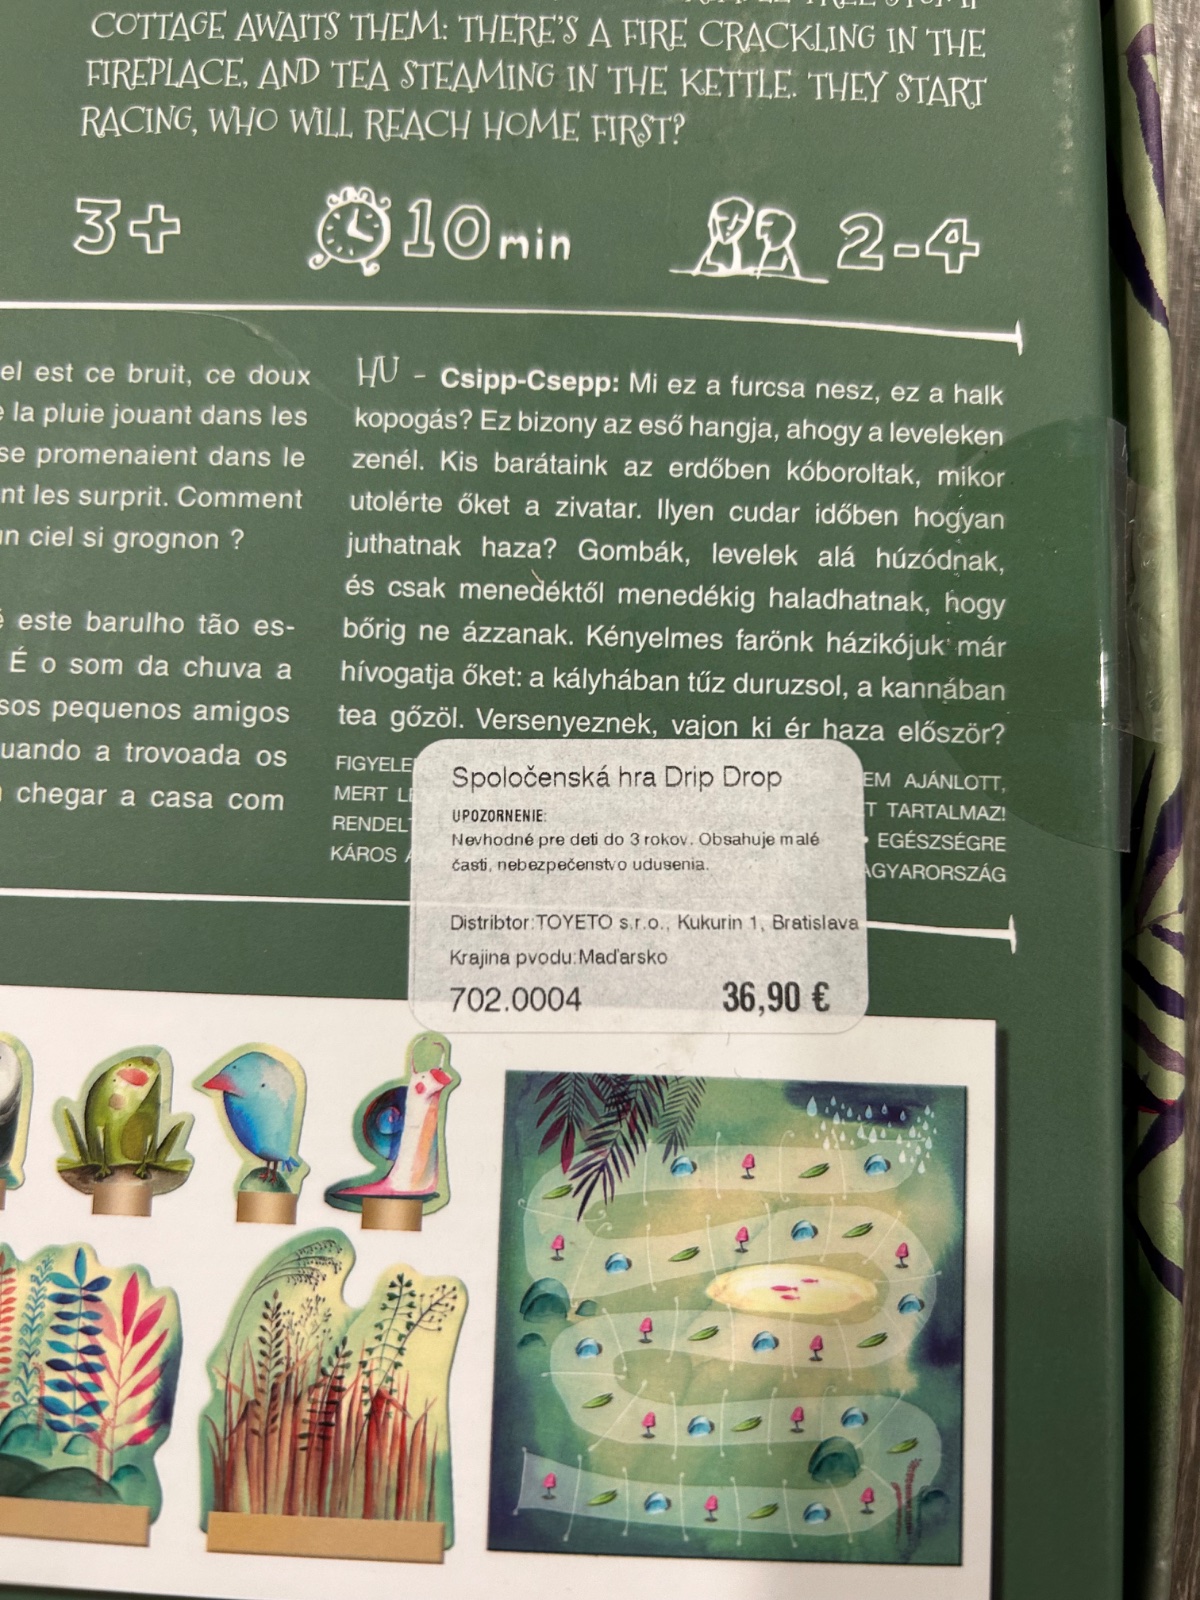 COTTAGE AWAITS THEM: THERE'S A FIRE CRACKLING IN THE
FIREPLACE, AND TEA STEAMING IN THE KETTLE. THEY START
RACING, WHO WILL REACH HOME FIRST?
3+
10 min
2-4
el est ce bruit, ce doux
la pluie jouant dans les
se promenaient dans le
nt les surprit. Comment
un ciel si grognon ?
este barulho tão es-
É o som da chuva a
sos pequenos amigos
uando a trovoada os
chegar a casa com
HU - Csipp-Csepp: Mi ez a furcsa nesz, ez a halk
kopogás? Ez bizony az eső hangja, ahogy a leveleken
zenél. Kis barátaink az erdőben kóboroltak, mikor
utolérte őket a zivatar. Ilyen cudar időben hogyan
juthatnak haza? Gombák, levelek alá húzódnak,
és csak menedéktől menedékig haladhatnak, hogy
bőrig ne ázzanak. Kényelmes farönk házikójuk már
hívogatja őket: a kályhában tűz duruzsol, a kannában
tea gőzöl. Versenyeznek, vajon ki ér haza először?
FIGYELE EM AJÁNLOTT,
MERT T TARTALMAZ!
RENDELT EGÉSZSÉGRE
KÁROS AGYARORSZÁG
Spoločenská hra Drip Drop
UPOZORNENIE:
Nevhodné pre deti do 3 rokov. Obsahuje malé
časti, nebezpečenstvo udusenia.
Distribtor:TOYETO s.r.o., Kukurin 1, Bratislava
Krajina pvodu:Maďarsko
702.0004 36,90 €